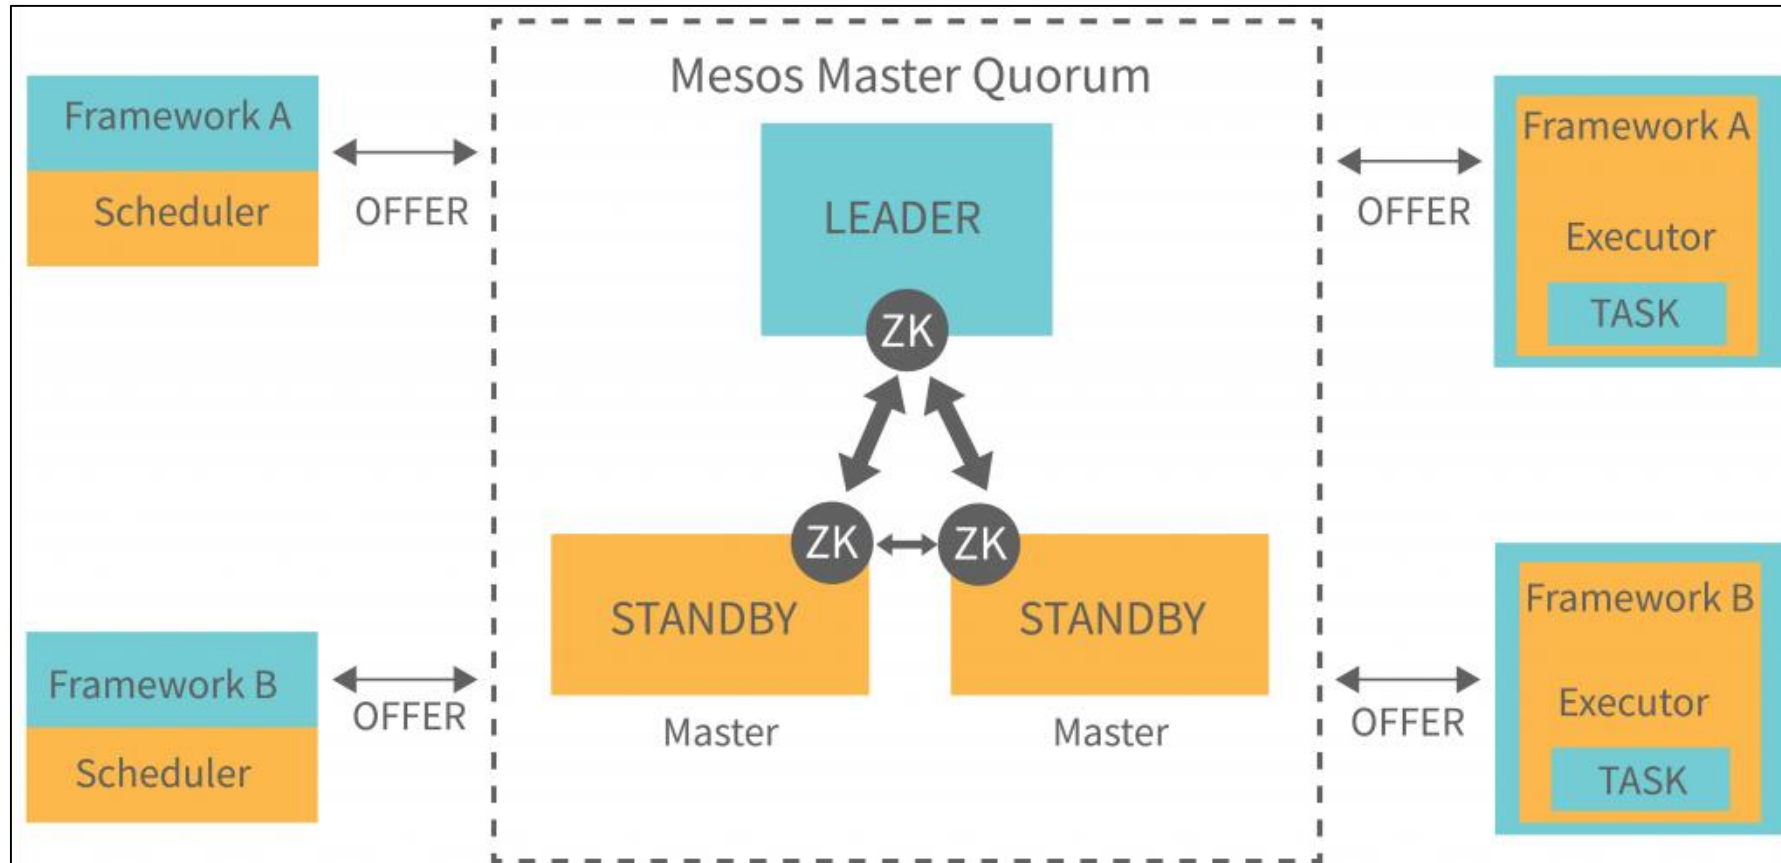 Mesos Master Quorum
Framework A
Scheduler
OFFER
LEADER
ZK
OFFER
Framework A
Executor
TASK
ZK
ZK
STANDBY
STANDBY
Master
Master
Framework B
Scheduler
OFFER
OFFER
Framework B
Executor
TASK